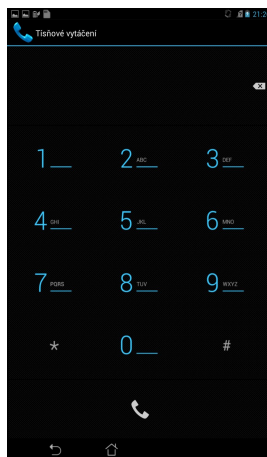 21:2
Tísňové vytáčení
1
2 ABC
3 DEF
4 GHI
5 JKL
6 MNO
7 PQRS
8 TUV
9 WXYZ
* 0 #